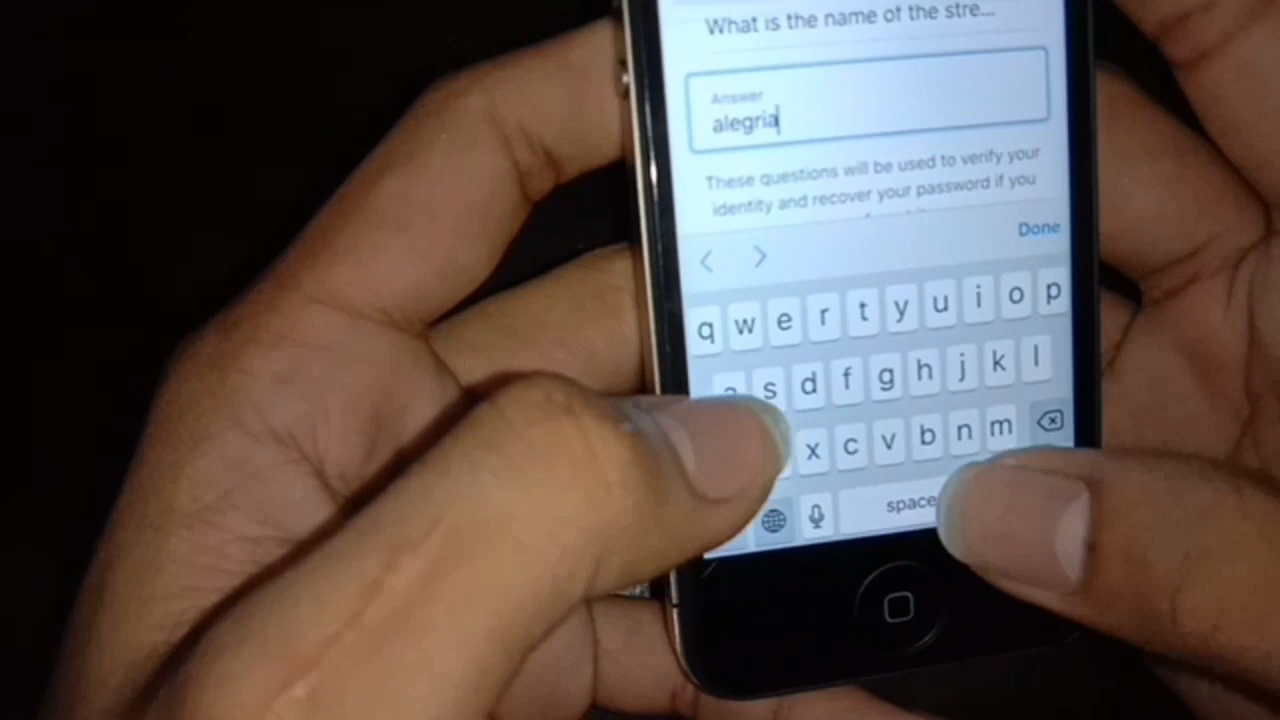 What is the name of the stre...
Answer
alegria
These questions will be used to verify your
identity and recover your password if you
Done
q w e r t y u i o p
a s d f g h j k l
x c v b n m
space